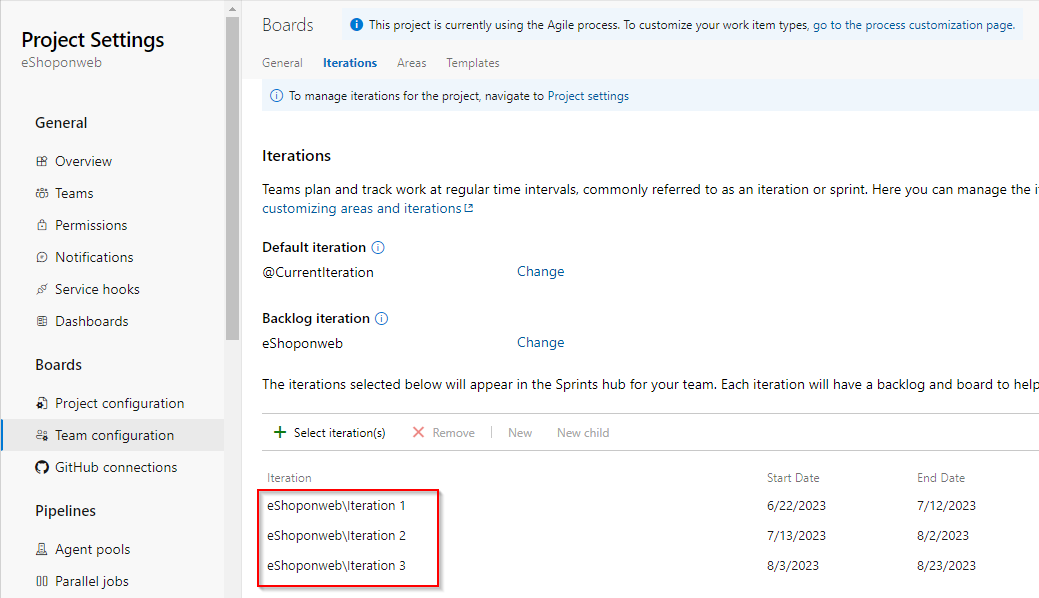 Project Settings
eShoponweb
General
Overview
Teams
Permissions
Notifications
Service hooks
Dashboards
Boards
Project configuration
Team configuration
GitHub connections
Pipelines
Agent pools
Parallel jobs
Boards
This project is currently using the Agile process. To customize your work item types, go to the process customization page.
General Iterations Areas Templates
To manage iterations for the project, navigate to Project settings
Iterations
Teams plan and track work at regular time intervals, commonly referred to as an iteration or sprint. Here you can manage the
customizing areas and iterations
Default iteration
@CurrentIteration Change
Backlog iteration
eShoponweb Change
The iterations selected below will appear in the Sprints hub for your team. Each iteration will have a backlog and board to help
Select iteration(s) Remove New New child
Iteration Start Date End Date
eShoponweb\Iteration 1 6/22/2023 7/12/2023
eShoponweb\Iteration 2 7/13/2023 8/2/2023
eShoponweb\Iteration 3 8/3/2023 8/23/2023